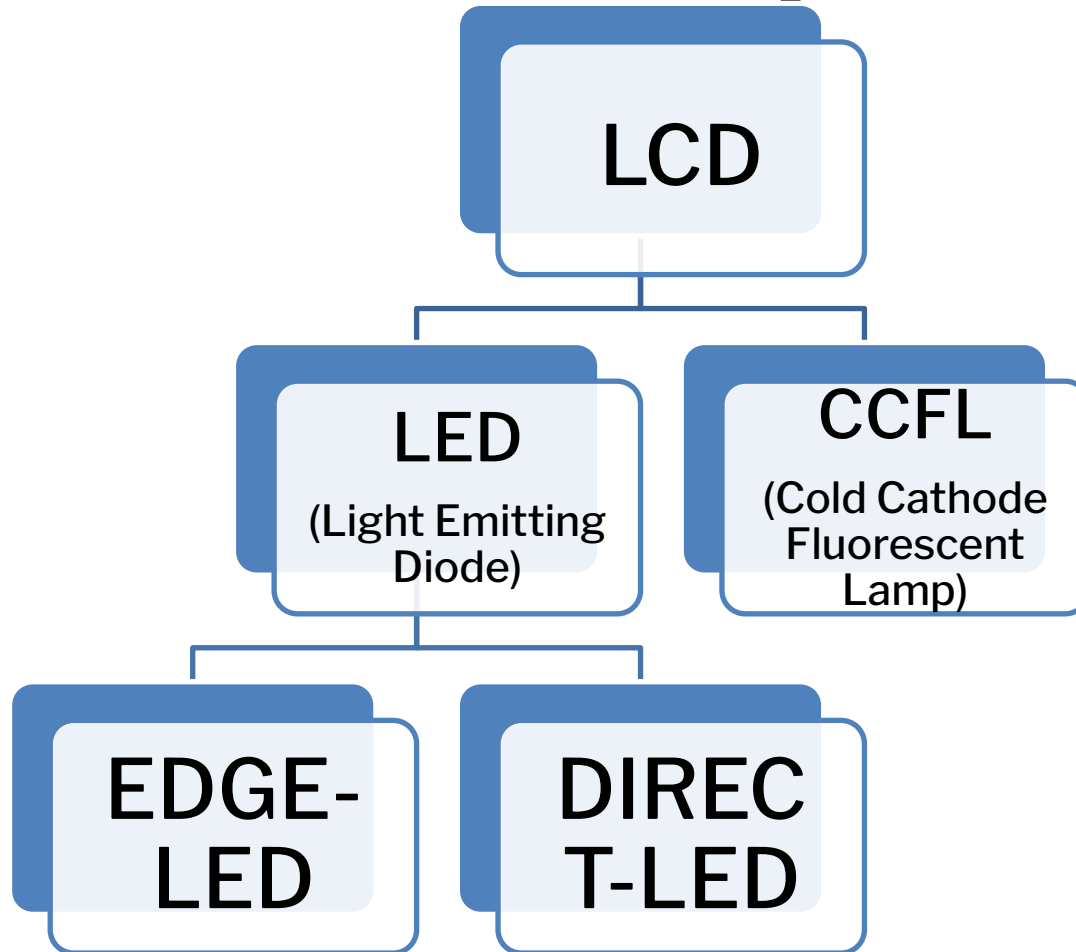 LCD
LED
(Light Emitting
Diode)
CCFL
(Cold Cathode
Fluorescent
Lamp)
EDGE-
LED
DIREC
T-LED